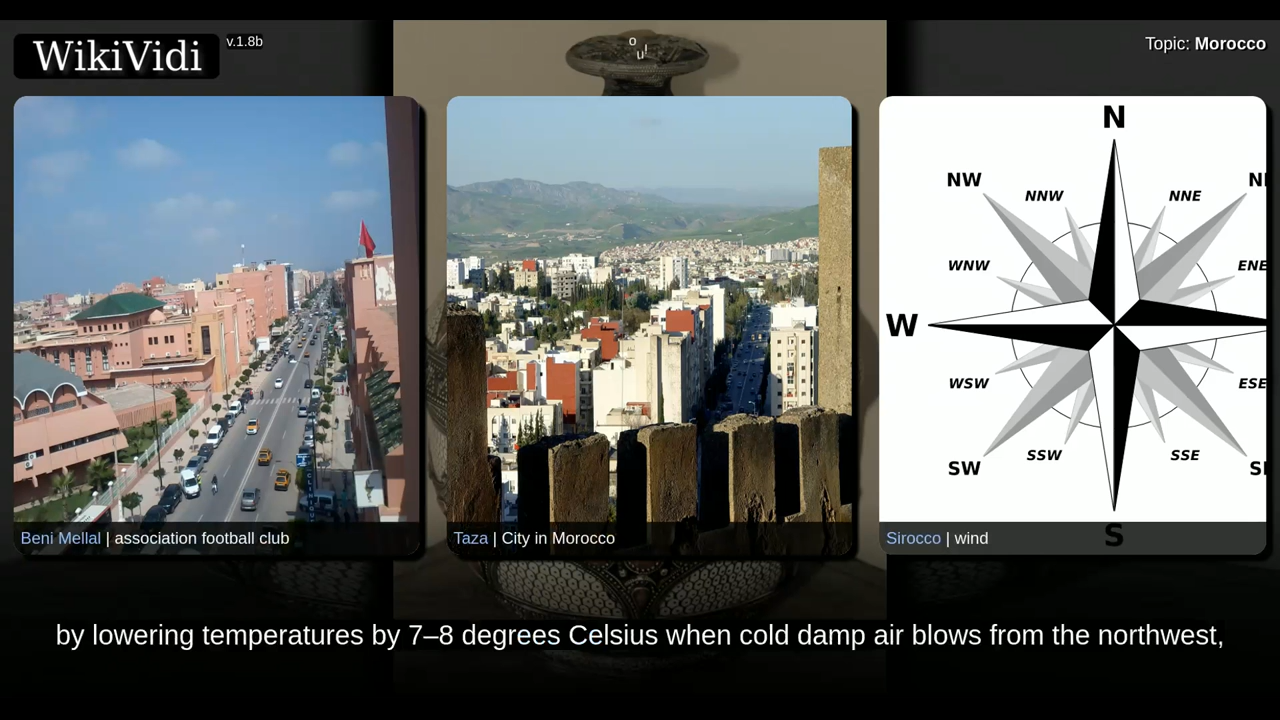 WikiVidi
v.1.8b
o
u!
Topic: Morocco
Beni Mellal | association football club
Taza | City in Morocco
N
NW
NNW
NNE
WNW
ENE
W
WSW
ESE
SW
SSW
SSE
S
Sirocco | wind
by lowering temperatures by 7–8 degrees Celsius when cold damp air blows from the northwest,